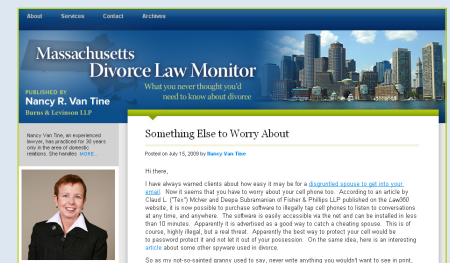 About Services Contact Archives
Massachusetts
Divorce Law Monitor
What you never thought you'd
need to know about divorce
PUBLISHED BY
Nancy R. Van Tine
Burns & Levinson LLP
Nancy Van Tine, an experienced
lawyer, has practiced for 30 years
only in the area of domestic
relations. She handles MORE...
Something Else to Worry About
Posted on July 15, 2009 by Nancy Van Tine
Hi there,
I have always warned clients about how easy it may be for a disgruntled spouse to get into your
email. Now it seems that you have to worry about your cell phone too. According to an article by
Claud L. ("Tex") McIver and Deepa Subramanian of Fisher & Phillips LLP published on the Law360
website, it is now possible to purchase software to illegally tap cell phones to listen to conversations
at any time, and anywhere. The software is easily accessible via the net and can be installed in less
than 10 minutes. Apparently it is advertised as a good way to catch a cheating spouse. This is of
course, highly illegal, but a real threat. Apparently the best way to protect your cell would be
to password protect it and not let it out of your possession. On the same idea, here is an interesting
article about some other spyware used in divorce.
So as my not-so-sainted granny used to say, never write anything you wouldn't want to see in print,